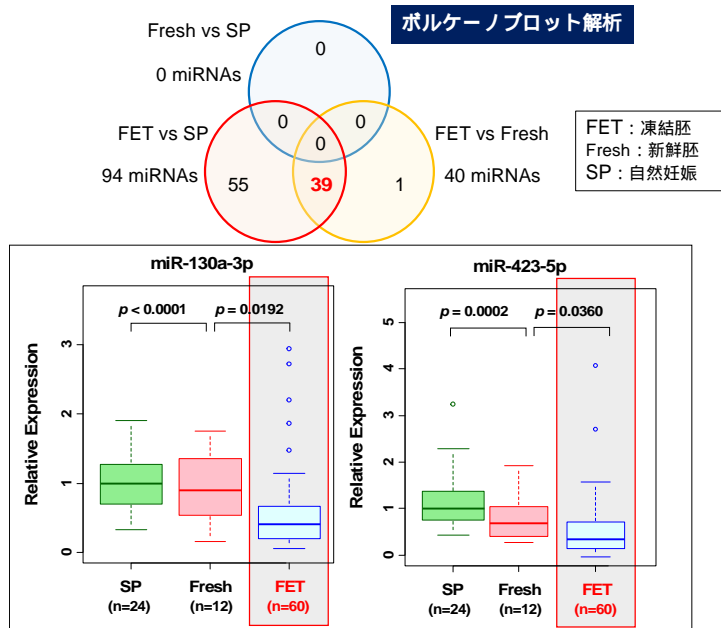 ボルケーノプロット解析
Fresh vs SP
0 miRNAs
0
FET vs SP
94 miRNAs
0
0
0
FET vs Fresh
40 miRNAs
55
39
1
FET：凍結胚
Fresh：新鮮胚
SP：自然妊娠
miR-130a-3p
p < 0.0001
p = 0.0192
Relative Expression
3
2
1
0
SP
(n=24)
Fresh
(n=12)
FET
(n=60)
miR-423-5p
p = 0.0002
p = 0.0360
Relative Expression
5
4
3
2
1
0
SP
(n=24)
Fresh
(n=12)
FET
(n=60)